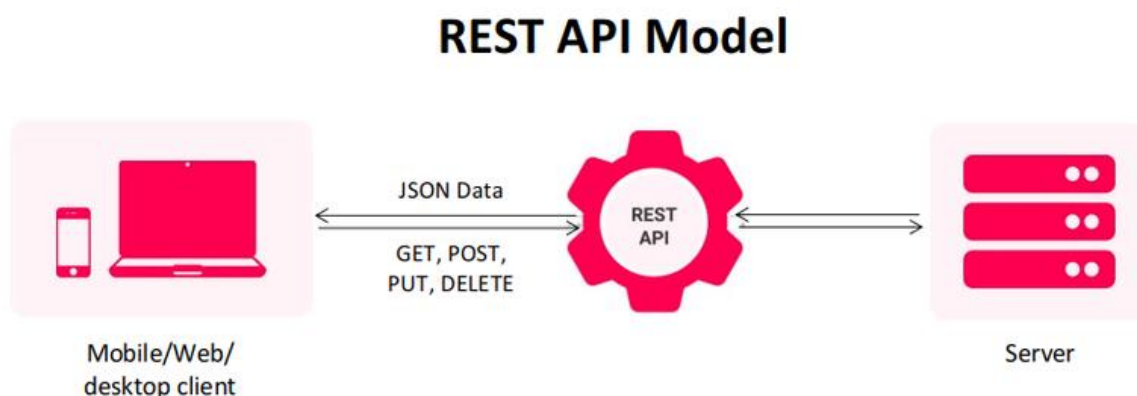 REST API Model
JSON Data
GET, POST,
PUT, DELETE
REST
API
Mobile/Web/
desktop client
Server